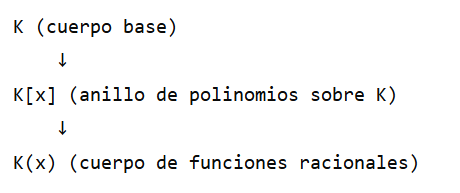 K (cuerpo base)
↓
K[x] (anillo de polinomios sobre K)
↓
K(x) (cuerpo de funciones racionales)